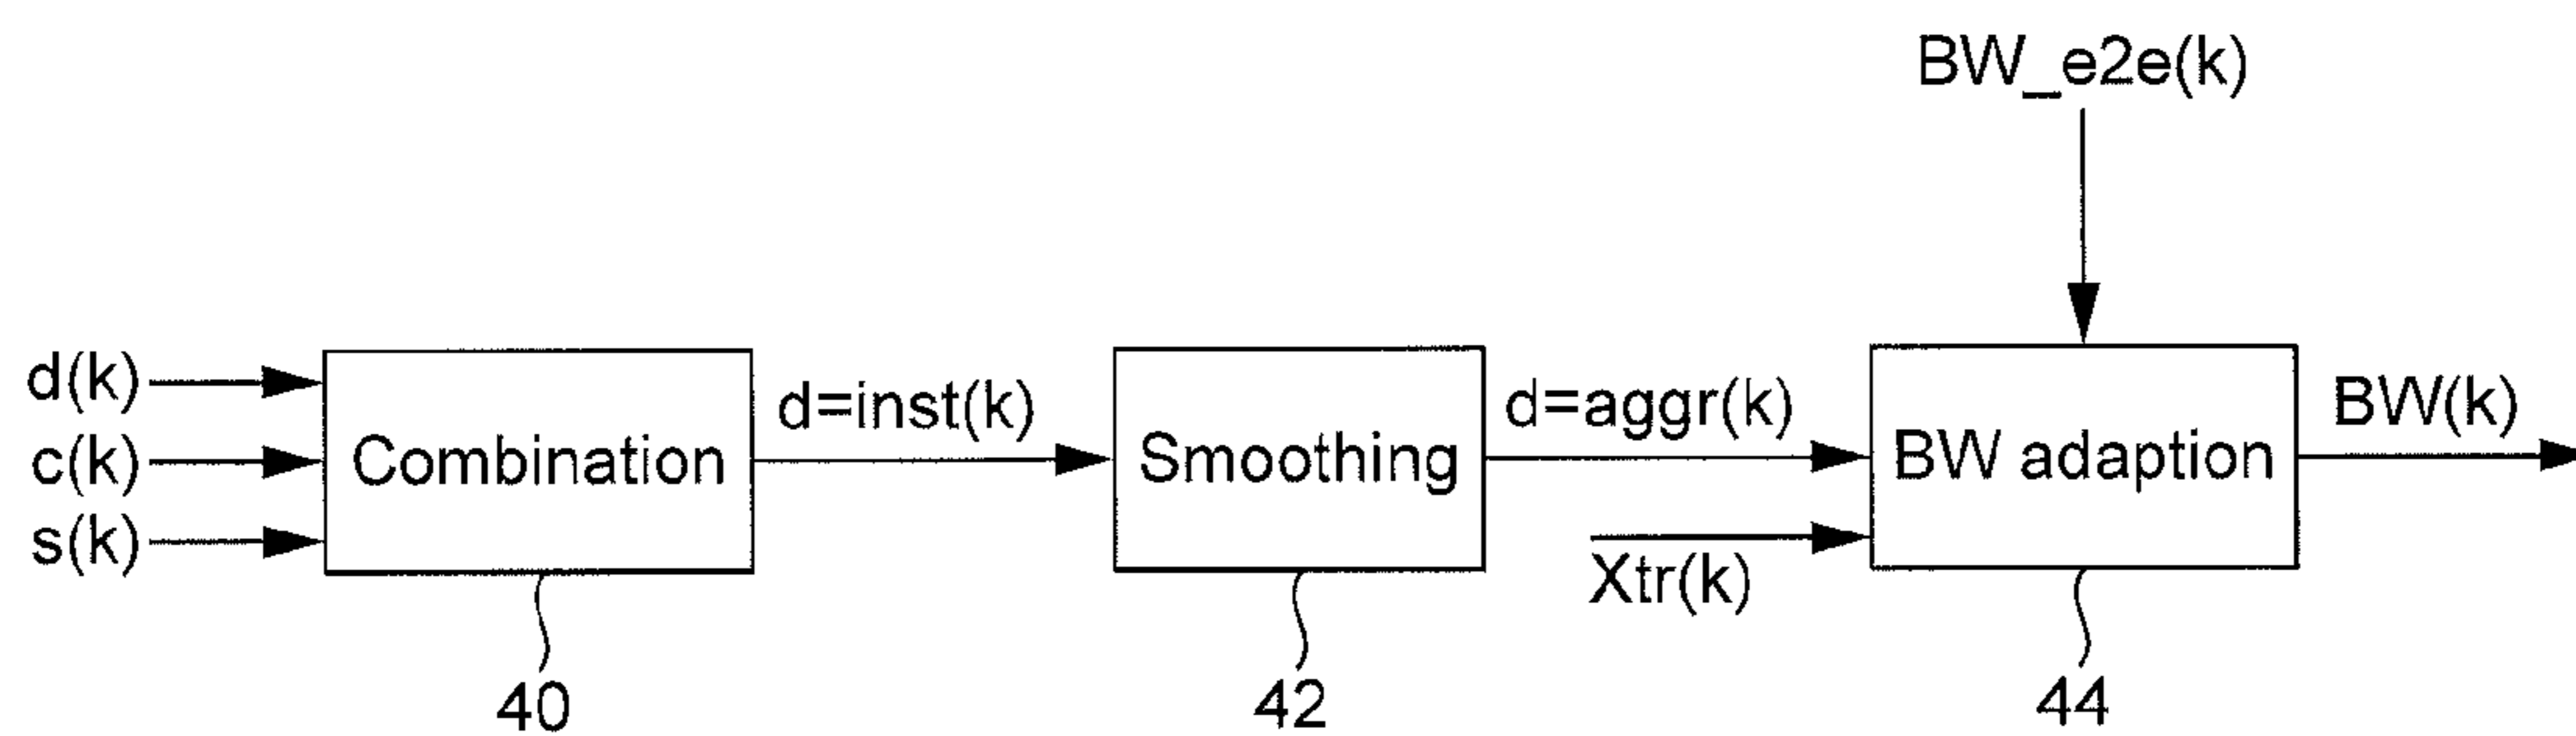 BW_e2e(k)
d(k)
c(k)
s(k)
Combination
d=inst(k)
Smoothing
d=aggr(k)
Xtr(k)
BW adaption
BW(k)
40
42
44